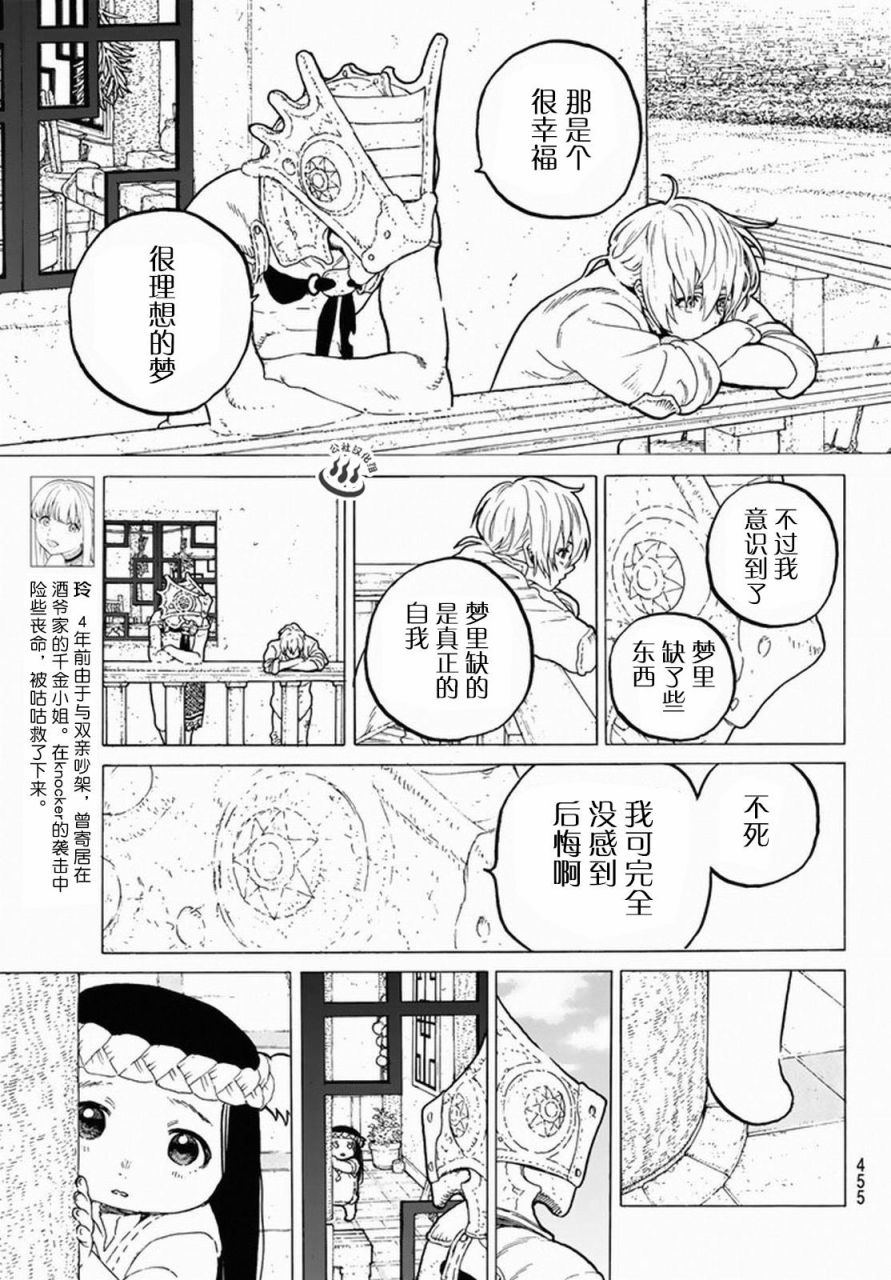 那是个
很幸福
很理想的梦
不过我
意识到了
梦里
缺了些
东西
梦里缺的
是真正的
自我
公社汉化组
玲 4年前由于与双亲吵架，曾寄居在
酒爷家的千金小姐。在knocker的袭击中
险些丧命，被咕咕救了下来。
不死
我可完全
没感到
后悔啊
455